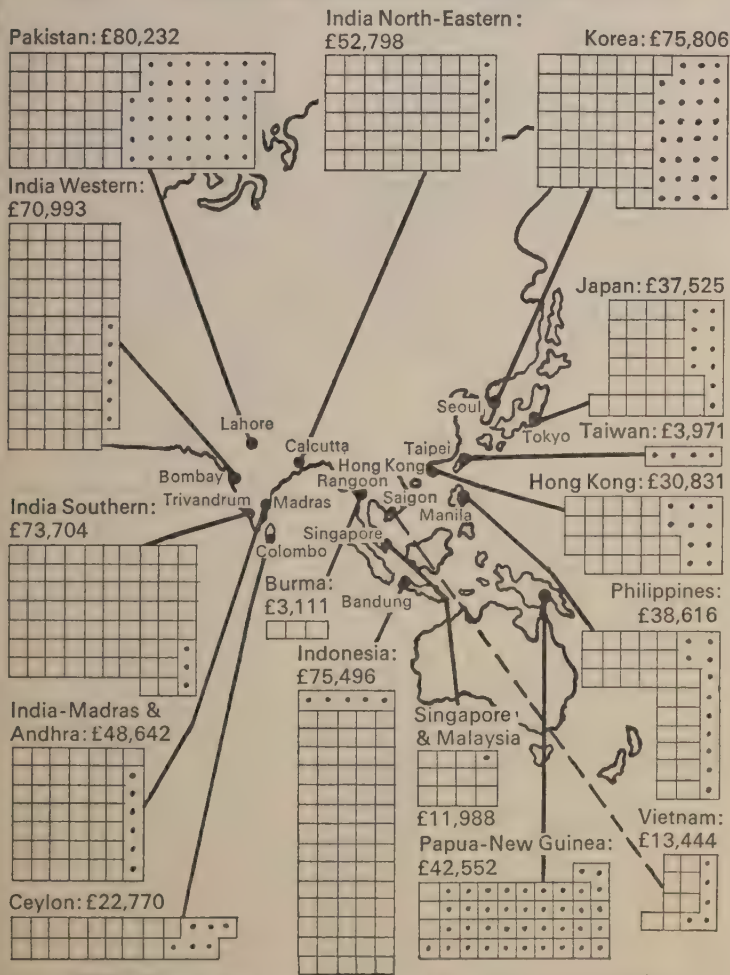 Pakistan: £80,232
India North-Eastern:
£52,798
Korea: £75,806
India Western:
£70,993
Japan: £37,525
Lahore
Seoul
Tokyo
Calcutta
Taipei
Taiwan: £3,971
Bombay
Hong Kong
Rangoon
Hong Kong: £30,831
Trivandrum
Madras
Saigon
Manila
India Southern:
£73,704
Singapore
Colombo
Burma:
£3,111
Bandung
Philippines:
£38,616
Indonesia:
£75,496
India-Madras &
Andhra: £48,642
Singapore
& Malaysia
£11,988
Vietnam:
£13,444
Papua-New Guinea:
£42,552
Ceylon: £22,770